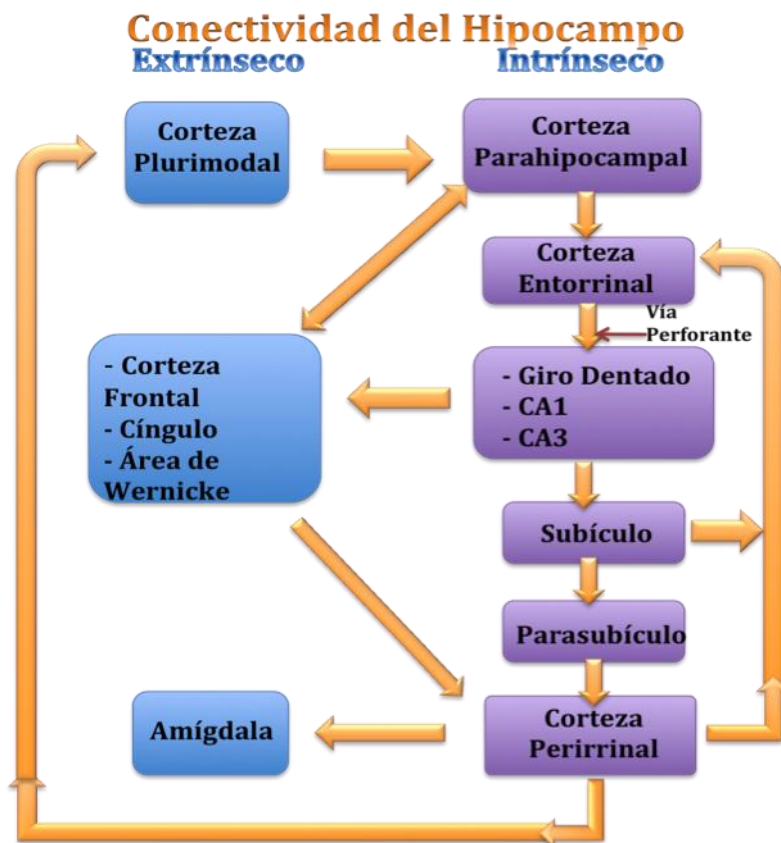 Conectividad del Hipocampo
Extrínseco
Intrínseco
Corteza
Plurimodal
Corteza
Parahipocampal
Corteza
Entorrinal
Vía
Perforante
- Corteza
Frontal
- Cíngulo
- Área de
Wernicke
- Giro Dentado
- CA1
- CA3
Subículo
Parasubículo
Amígdala
Corteza
Perirrinal